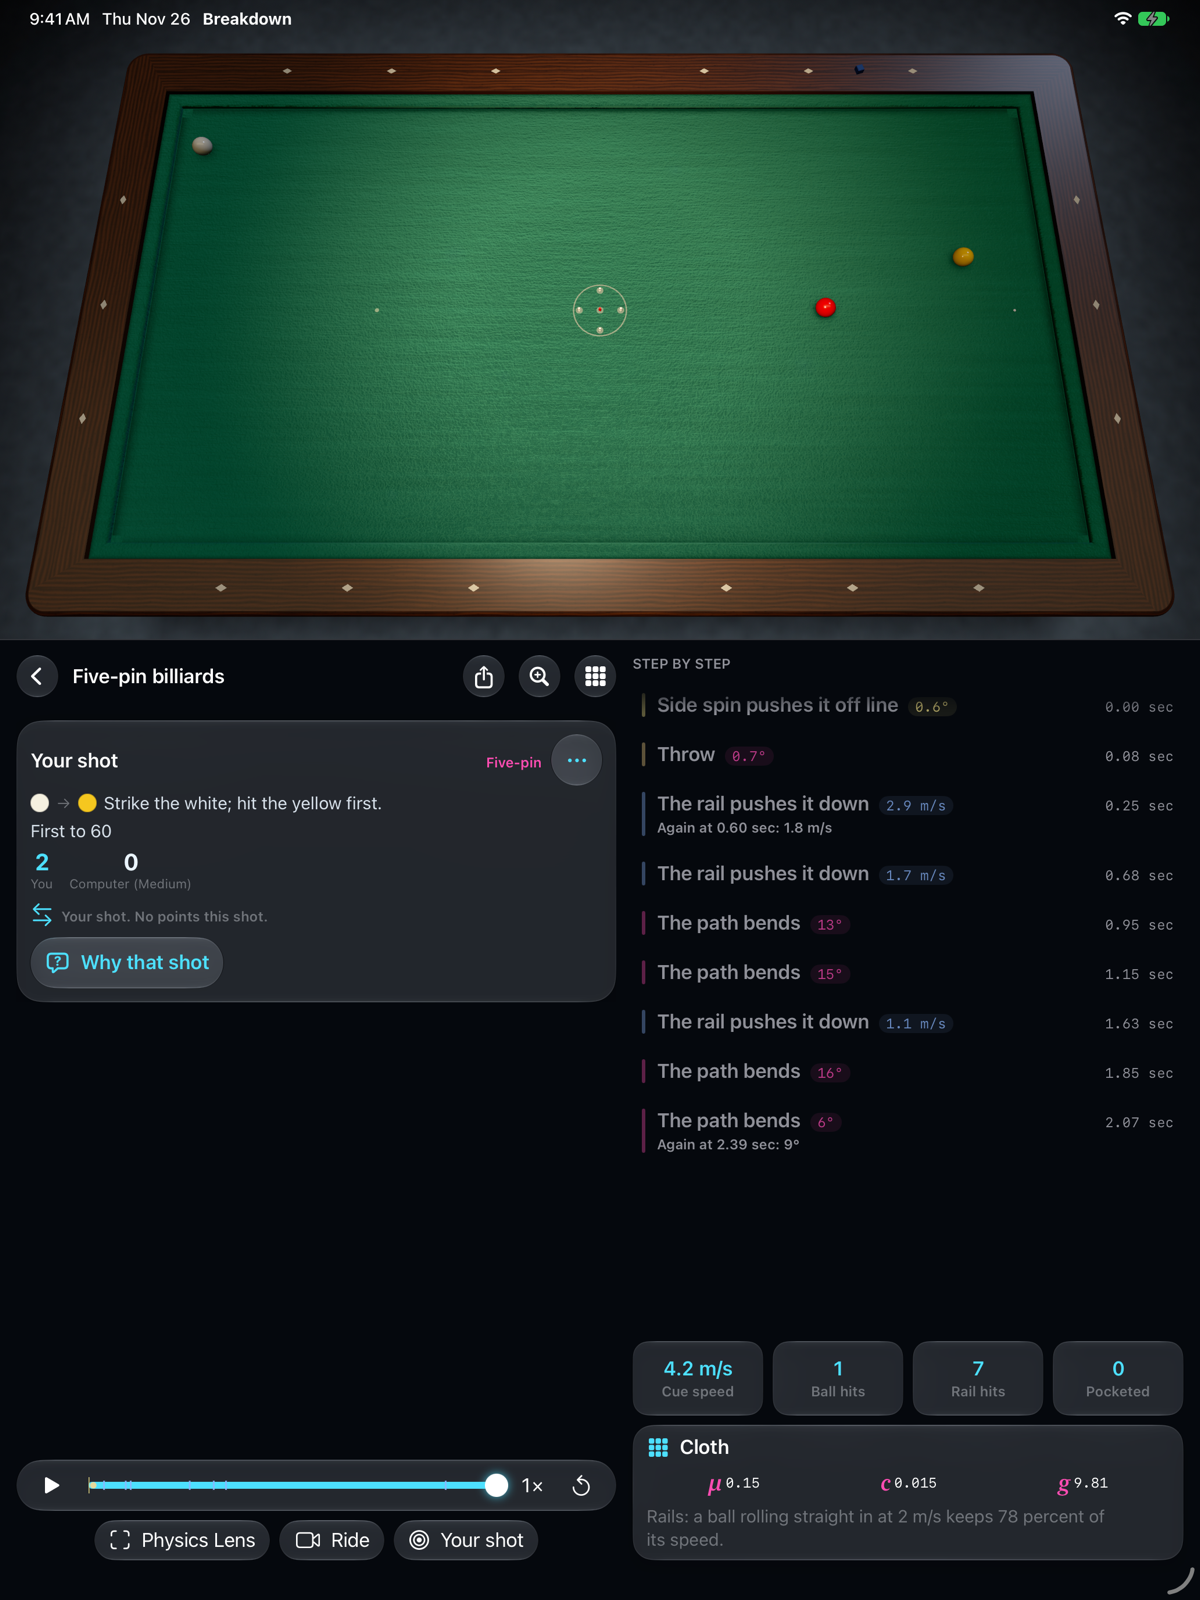 9:41 AM Thu Nov 26 Breakdown
Five-pin billiards
Your shot
Five-pin
Strike the white; hit the yellow first.
First to 60
2 0
You Computer (Medium)
Your shot. No points this shot.
Why that shot
1×
Physics Lens
Ride
Your shot
STEP BY STEP
Side spin pushes it off line 0.6° 0.00 sec
Throw 0.7° 0.08 sec
The rail pushes it down 2.9 m/s 0.25 sec
Again at 0.60 sec: 1.8 m/s
The rail pushes it down 1.7 m/s 0.68 sec
The path bends 13° 0.95 sec
The path bends 15° 1.15 sec
The rail pushes it down 1.1 m/s 1.63 sec
The path bends 16° 1.85 sec
The path bends 6° 2.07 sec
Again at 2.39 sec: 9°
4.2 m/s 1 7 0
Cue speed Ball hits Rail hits Pocketed
Cloth
μ 0.15 c 0.015 g 9.81
Rails: a ball rolling straight in at 2 m/s keeps 78 percent of
its speed.